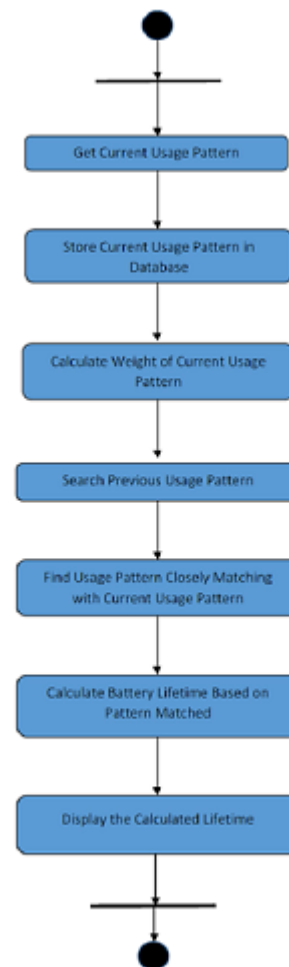 Get Current Usage Pattern
Store Current Usage Pattern in
Database
Calculate Weight of Current Usage
Pattern
Search Previous Usage Pattern
Find Usage Pattern Closely Matching
with Current Usage Pattern
Calculate Battery Lifetime Based on
Pattern Matched
Display the Calculated Lifetime